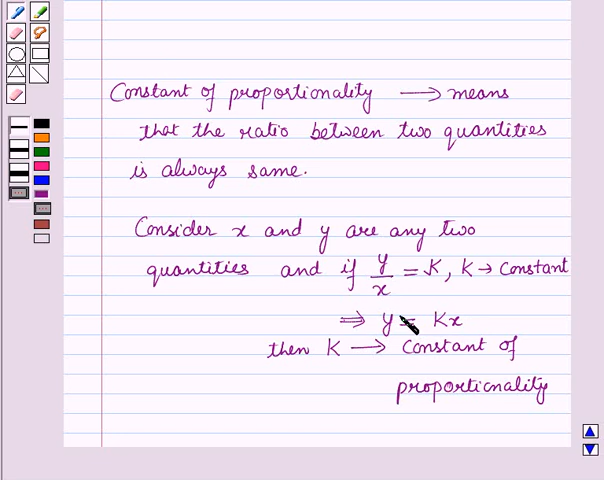 Constant of proportionality → means
that the ratio between two quantities
is always same.
Consider x and y are any two
quantities and if y/x = K, K → Constant
⇒ y = Kx
then K → Constant of
proportionality